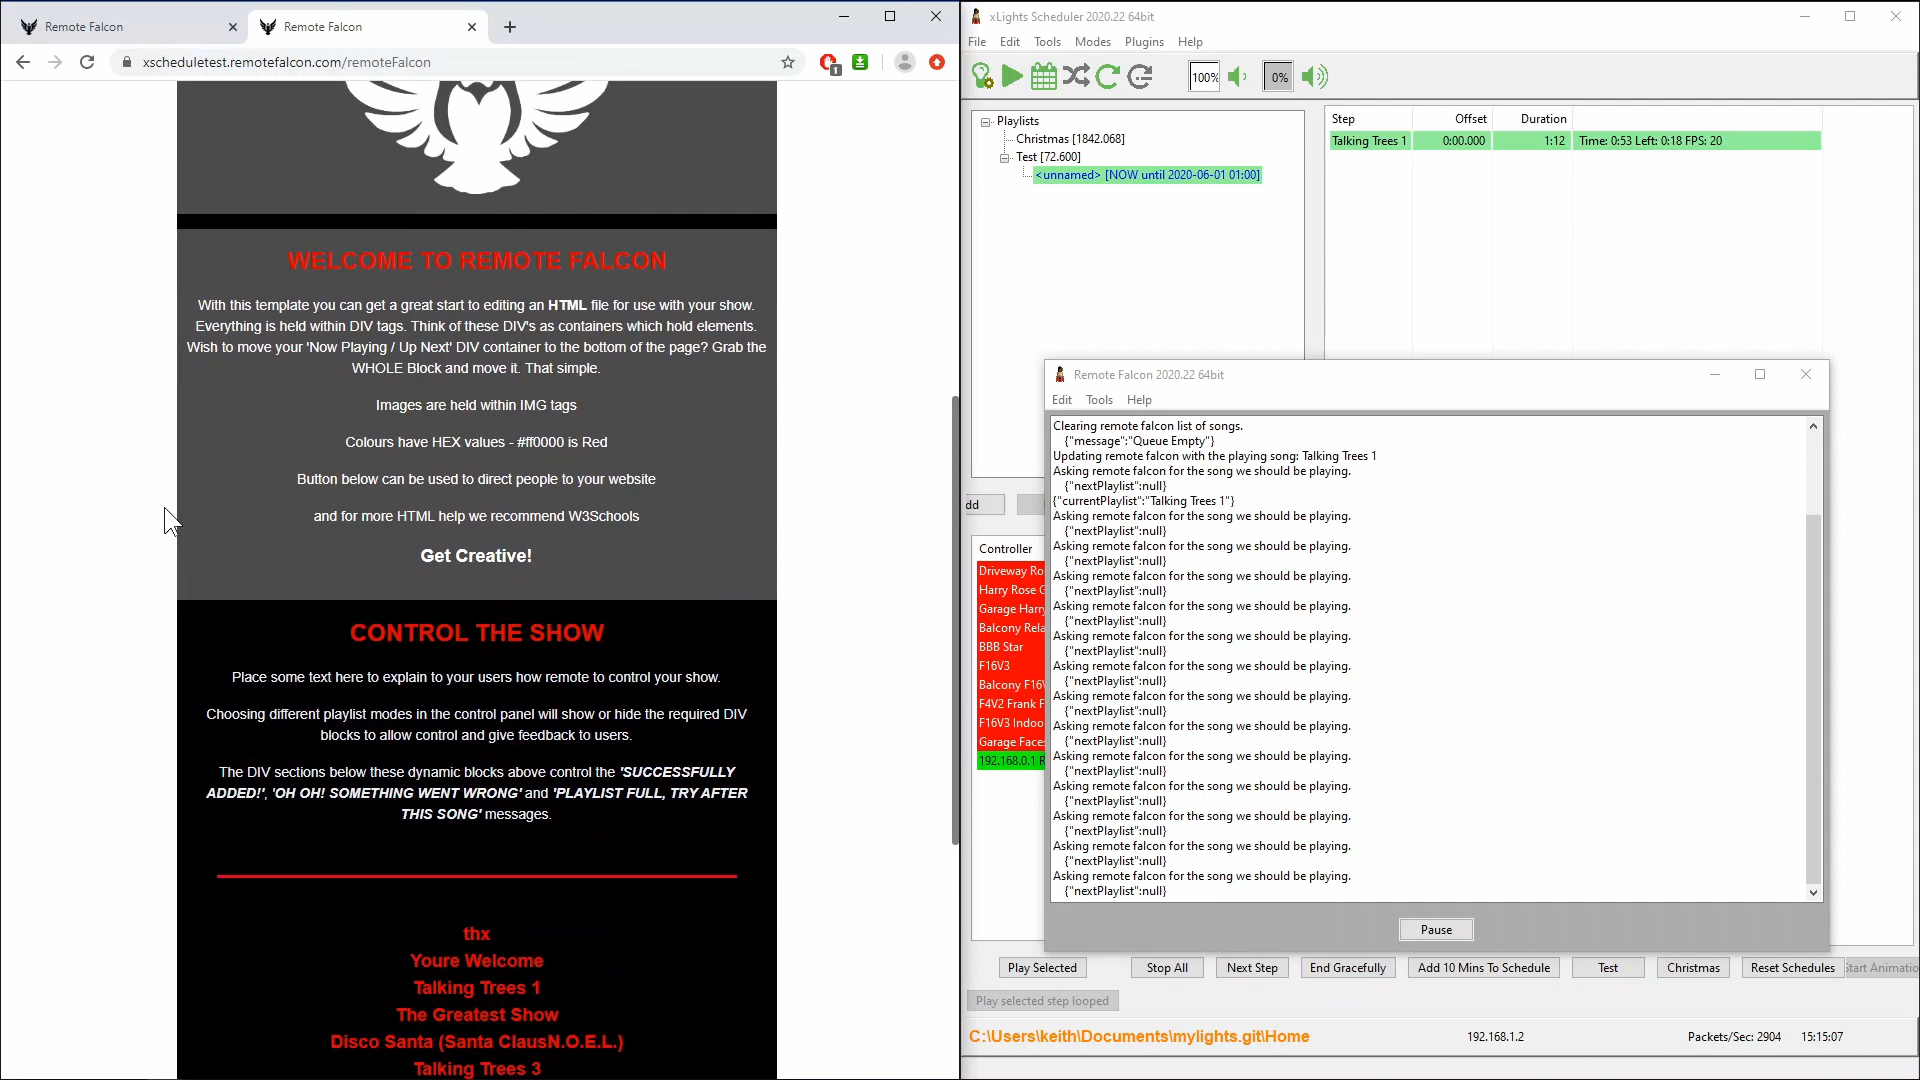 Remote Falcon
Remote Falcon
xscheduletest.remotefalcon.com/remoteFalcon
1
WELCOME TO REMOTE FALCON
With this template you can get a great start to editing an HTML file for use with your show.
Everything is held within DIV tags. Think of these DIV's as containers which hold elements.
Wish to move your 'Now Playing / Up Next' DIV container to the bottom of the page? Grab the
WHOLE Block and move it. That simple.
Images are held within IMG tags
Colours have HEX values - #ff0000 is Red
Button below can be used to direct people to your website
and for more HTML help we recommend W3Schools
Get Creative!
CONTROL THE SHOW
Place some text here to explain to your users how remote to control your show.
Choosing different playlist modes in the control panel will show or hide the required DIV
blocks to allow control and give feedback to users.
The DIV sections below these dynamic blocks above control the 'SUCCESSFULLY
ADDED!', 'OH OH! SOMETHING WENT WRONG' and 'PLAYLIST FULL, TRY AFTER
THIS SONG' messages.
thx
Youre Welcome
Talking Trees 1
The Greatest Show
Disco Santa (Santa ClausN.O.E.L.)
Talking Trees 3
xLights Scheduler 2020.22 64bit
File Edit Tools Modes Plugins Help
100% 0%
Playlists
Christmas [1842.068]
Test [72.600]
<unnamed> [NOW until 2020-06-01 01:00]
Step Offset Duration
Talking Trees 1 0:00.000 1:12 Time: 0:53 Left: 0:18 FPS: 20
dd
Controller
Driveway Ro
Harry Rose G
Garage Harry
Balcony Rela
BBB Star
F16V3
Balcony F16V
F4V2 Frank F
F16V3 Indoo
Garage Faces
192.168.0.1 R
Remote Falcon 2020.22 64bit
Edit Tools Help
Clearing remote falcon list of songs.
{"message":"Queue Empty"}
Updating remote falcon with the playing song: Talking Trees 1
Asking remote falcon for the song we should be playing.
{"nextPlaylist":null}
{"currentPlaylist":"Talking Trees 1"}
Asking remote falcon for the song we should be playing.
{"nextPlaylist":null}
Asking remote falcon for the song we should be playing.
{"nextPlaylist":null}
Asking remote falcon for the song we should be playing.
{"nextPlaylist":null}
Asking remote falcon for the song we should be playing.
{"nextPlaylist":null}
Asking remote falcon for the song we should be playing.
{"nextPlaylist":null}
Asking remote falcon for the song we should be playing.
{"nextPlaylist":null}
Asking remote falcon for the song we should be playing.
{"nextPlaylist":null}
Asking remote falcon for the song we should be playing.
{"nextPlaylist":null}
Asking remote falcon for the song we should be playing.
{"nextPlaylist":null}
Asking remote falcon for the song we should be playing.
{"nextPlaylist":null}
Asking remote falcon for the song we should be playing.
{"nextPlaylist":null}
Asking remote falcon for the song we should be playing.
{"nextPlaylist":null}
Asking remote falcon for the song we should be playing.
{"nextPlaylist":null}
Pause
Play Selected Stop All Next Step End Gracefully Add 10 Mins To Schedule Test Christmas Reset Schedules Start Animatio
Play selected step looped
C:\Users\keith\Documents\mylights.git\Home 192.168.1.2 Packets/Sec: 2904 15:15:07